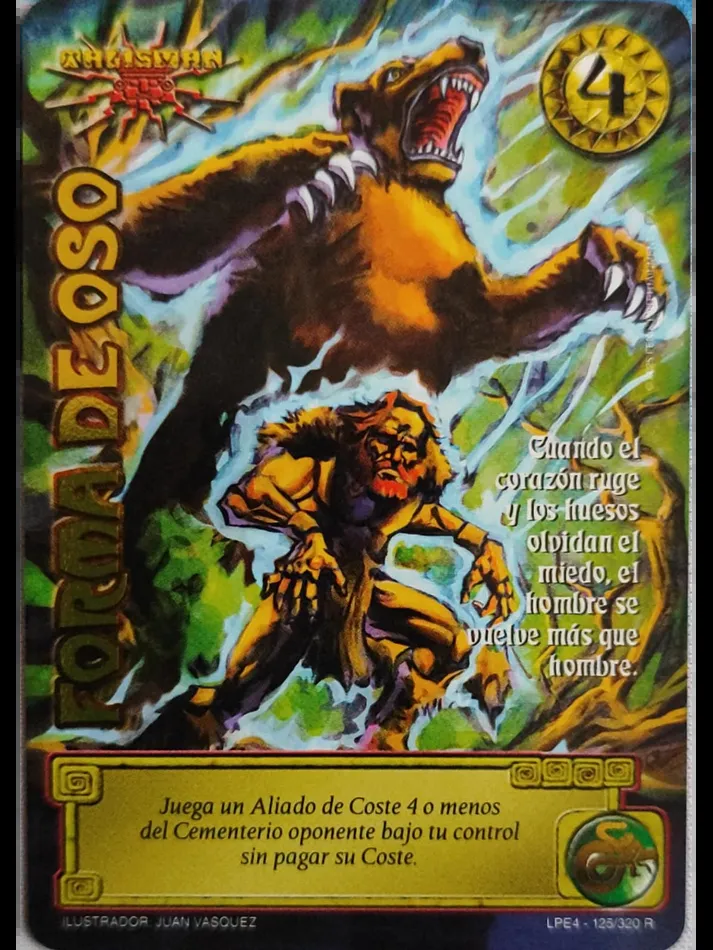 TALISMAN
4
FORMA DE OSO
Cuando el
corazón ruge
y los huesos
olvidan el
miedo, el
hombre se
vuelve más que
hombre.
Juega un Aliado de Coste 4 o menos
del Cementerio oponente bajo tu control
sin pagar su Coste.
ILUSTRADOR: JUAN VASQUEZ
LPE4 - 125/320 R